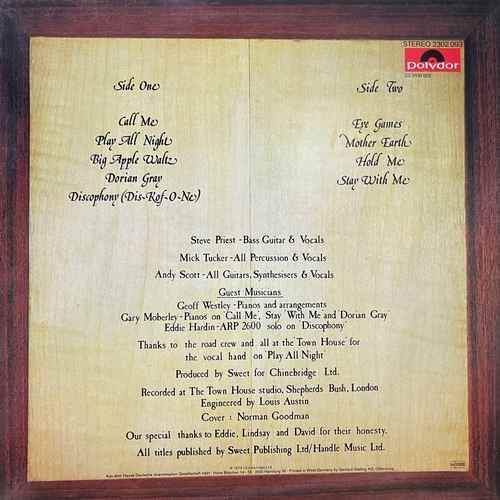 STEREO 2302 093
polydor
Side One
Call Me
Play All Night
Big Apple Waltz
Dorian Gray
Discophony (Dis-Kof-O-Ne)
Side Two
Eye Games
Mother Earth
Hold Me
Stay With Me
Steve Priest - Bass Guitar & Vocals
Mick Tucker - All Percussion & Vocals
Andy Scott - All Guitars, Synthesisers & Vocals
Guest Musicians
Geoff Westley - Pianos and arrangements
Gary Moberley - Pianos on 'Call Me', 'Stay With Me' and 'Dorian Gray'
Eddie Hardin - ARP 2600 solo on 'Discophony'
Thanks to the road crew and all at the 'Town House' for
the vocal hand on 'Play All Night'
Produced by Sweet for Chinebridge Ltd.
Recorded at The Town House studio, Shepherds Bush, London
Engineered by Louis Austin
Cover : Norman Goodman
Our special thanks to Eddie, Lindsay and David for their honesty.
All titles published by Sweet Publishing Ltd/Handle Music Ltd.